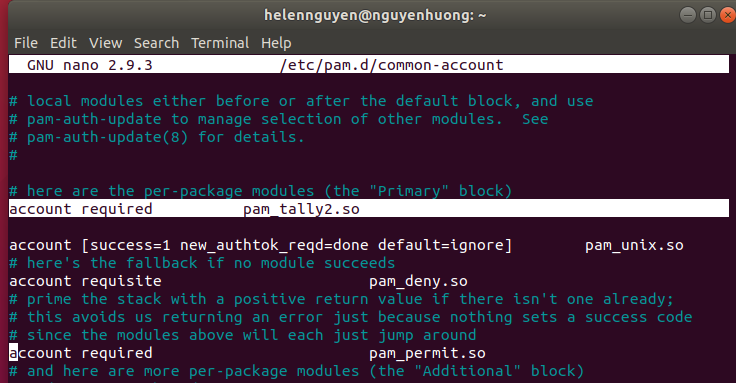 helennguyen@nguyenhuong: ~
File Edit View Search Terminal Help
GNU nano 2.9.3 /etc/pam.d/common-account
# local modules either before or after the default block, and use
# pam-auth-update to manage selection of other modules.  See
# pam-auth-update(8) for details.
#
# here are the per-package modules (the "Primary" block)
account required pam_tally2.so
account [success=1 new_authtok_reqd=done default=ignore] pam_unix.so
# here's the fallback if no module succeeds
account requisite pam_deny.so
# prime the stack with a positive return value if there isn't one already;
# this avoids us returning an error just because nothing sets a success code
# since the modules above will each just jump around
account required pam_permit.so
# and here are more per-package modules (the "Additional" block)